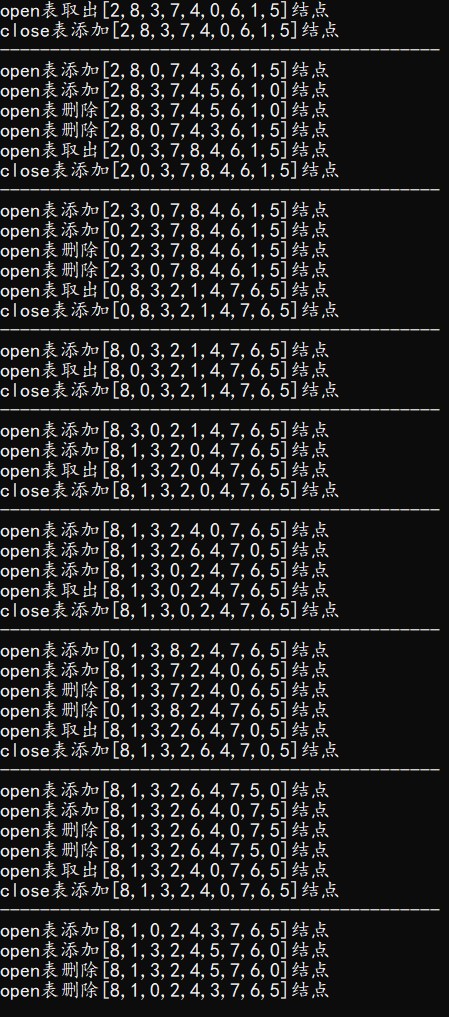 open表取出[2,8,3,7,4,0,6,1,5]结点
close表添加[2,8,3,7,4,0,6,1,5]结点
open表添加[2,8,0,7,4,3,6,1,5]结点
open表添加[2,8,3,7,4,5,6,1,0]结点
open表删除[2,8,3,7,4,5,6,1,0]结点
open表删除[2,8,0,7,4,3,6,1,5]结点
open表取出[2,0,3,7,8,4,6,1,5]结点
close表添加[2,0,3,7,8,4,6,1,5]结点
open表添加[2,3,0,7,8,4,6,1,5]结点
open表添加[0,2,3,7,8,4,6,1,5]结点
open表删除[0,2,3,7,8,4,6,1,5]结点
open表删除[2,3,0,7,8,4,6,1,5]结点
open表取出[0,8,3,2,1,4,7,6,5]结点
close表添加[0,8,3,2,1,4,7,6,5]结点
open表添加[8,0,3,2,1,4,7,6,5]结点
open表取出[8,0,3,2,1,4,7,6,5]结点
close表添加[8,0,3,2,1,4,7,6,5]结点
open表添加[8,3,0,2,1,4,7,6,5]结点
open表添加[8,1,3,2,0,4,7,6,5]结点
open表取出[8,1,3,2,0,4,7,6,5]结点
close表添加[8,1,3,2,0,4,7,6,5]结点
open表添加[8,1,3,2,4,0,7,6,5]结点
open表添加[8,1,3,2,6,4,7,0,5]结点
open表添加[8,1,3,0,2,4,7,6,5]结点
open表取出[8,1,3,0,2,4,7,6,5]结点
close表添加[8,1,3,0,2,4,7,6,5]结点
open表添加[0,1,3,8,2,4,7,6,5]结点
open表添加[8,1,3,7,2,4,0,6,5]结点
open表删除[8,1,3,7,2,4,0,6,5]结点
open表删除[0,1,3,8,2,4,7,6,5]结点
open表取出[8,1,3,2,6,4,7,0,5]结点
close表添加[8,1,3,2,6,4,7,0,5]结点
open表添加[8,1,3,2,6,4,7,5,0]结点
open表添加[8,1,3,2,6,4,0,7,5]结点
open表删除[8,1,3,2,6,4,0,7,5]结点
open表删除[8,1,3,2,6,4,7,5,0]结点
open表取出[8,1,3,2,4,0,7,6,5]结点
close表添加[8,1,3,2,4,0,7,6,5]结点
open表添加[8,1,0,2,4,3,7,6,5]结点
open表添加[8,1,3,2,4,5,7,6,0]结点
open表删除[8,1,3,2,4,5,7,6,0]结点
open表删除[8,1,0,2,4,3,7,6,5]结点